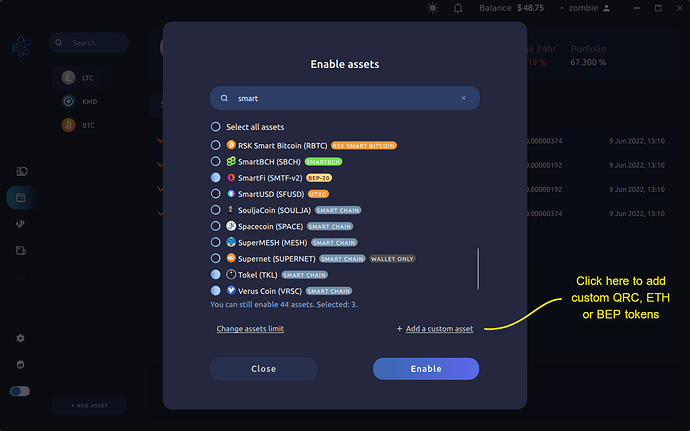 Balance $ 48.75
zombie
Search
LTC
KMD
BTC
+ ADD ASSET
24hr
Porfolio
67.300 %
0.00000374 9 Jun 2022, 13:10
.00000192 9 Jun 2022, 13:10
.00000192 9 Jun 2022, 13:10
0.00000374 9 Jun 2022, 13:10
Enable assets
smart
Select all assets
RSK Smart Bitcoin (RBTC) RSK SMART BITCOIN
SmartBCH (SBCH) SMARTBCH
SmartFi (SMTF-v2) BEP-20
SmartUSD (SFUSD) UTXO
SouljaCoin (SOULJA) SMART CHAIN
Spacecoin (SPACE) SMART CHAIN
SuperMESH (MESH) SMART CHAIN
Supernet (SUPERNET) SMART CHAIN WALLET ONLY
Tokel (TKL) SMART CHAIN
Verus Coin (VRSC) SMART CHAIN
You can still enable 44 assets. Selected: 3.
Change assets limit + Add a custom asset
Close Enable
Click here to add
custom QRC, ETH
or BEP tokens